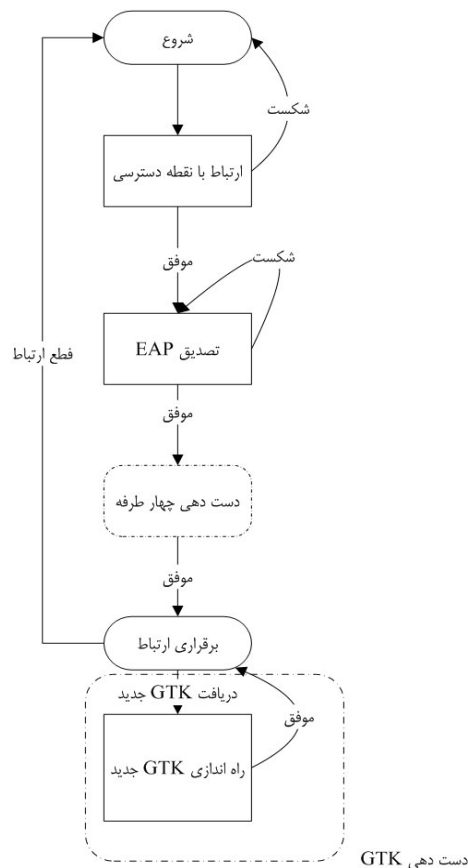 شروع
شکست
ارتباط با نقطه دسترسی
موفق
شکست
تصدیق EAP
قطع ارتباط
موفق
دست دهی چهار طرفه
موفق
برقراری ارتباط
دریافت GTK جدید
موفق
راه اندازی GTK جدید
دست دهی GTK